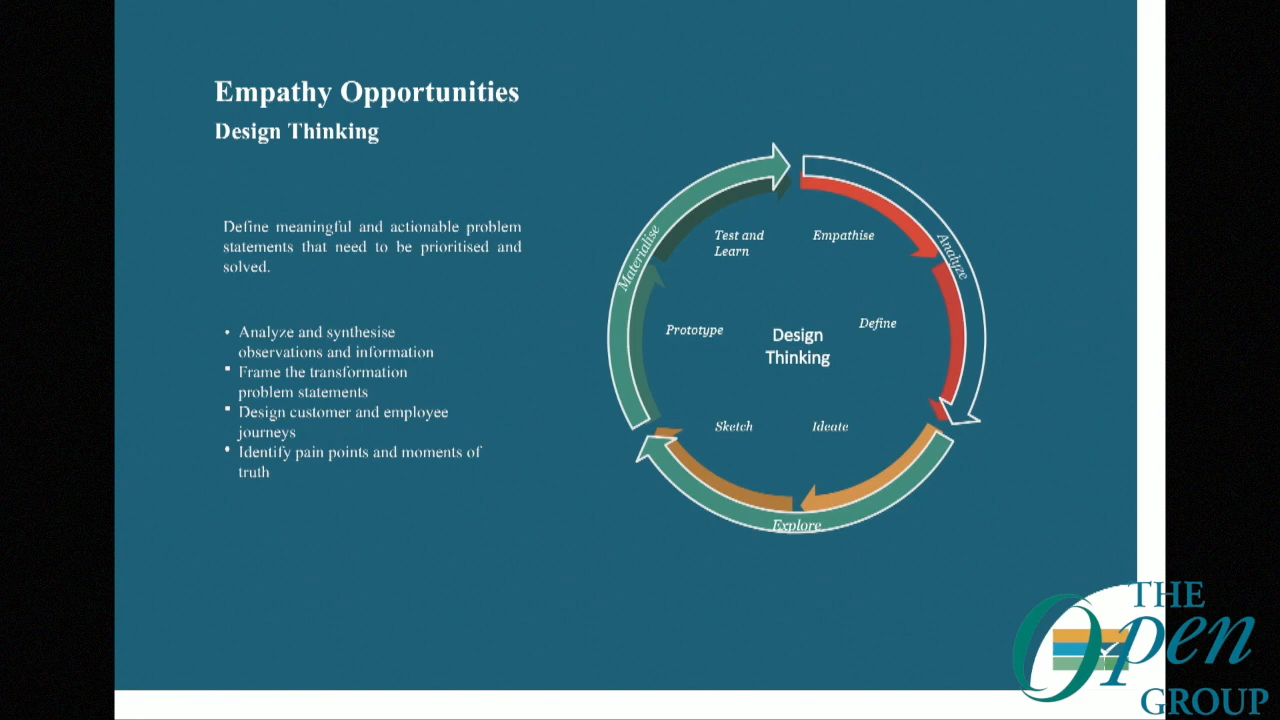 Empathy Opportunities
Design Thinking
Define meaningful and actionable problem
statements that need to be prioritised and
solved.
• Analyze and synthesise
observations and information
▪ Frame the transformation
problem statements
▪ Design customer and employee
journeys
• Identify pain points and moments of
truth
Materialise
Test and
Learn
Empathise
Analyze
Prototype
Define
Design
Thinking
Sketch
Ideate
Explore
THE
Open
GROUP